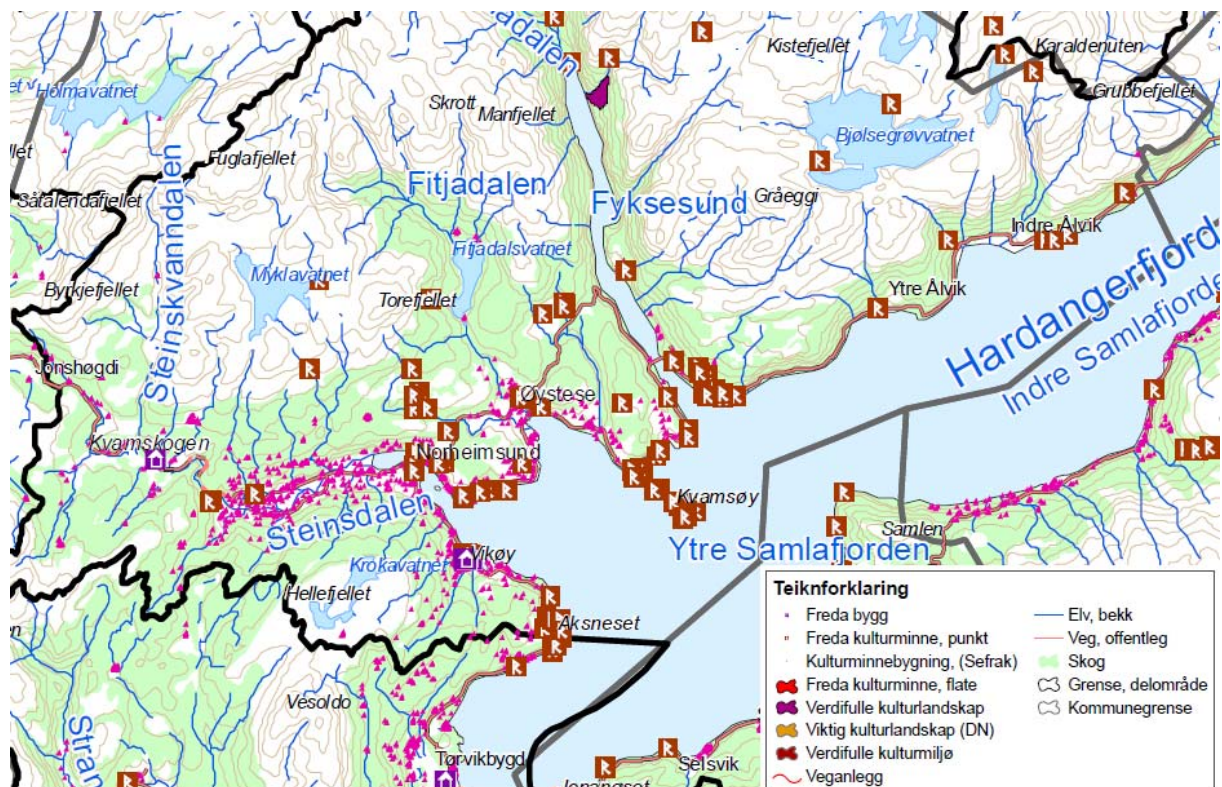 adalen
Kistefjellet
Karaldenuten
Holmavatnet
Skrott
Manfjellet
Grubbefjellet
Bjølsegrøvvatnet
Fuglafjellet
Fitjadalen
Fyksesund
Gråeggi
Såtalendafjellet
Steinskvanndalen
Indre Ålvik
Fitjadalsvatnet
Myklavatnet
Byrkjefjellet
Torefjellet
Ytre Ålvik
Hardangerfjord
Indre Samlafjorde
Jonshøgdi
Øystese
Kvamskogen
Norheimsund
Kvamsøy
Steinsdalen
Samlen
Ytre Samlafjorden
Vikøy
Krokavatnet
Hellefjellet
Aksneset
Vesoldo
Stran
Tørvikbygd
Selsvik
Jonaneset
Teiknforklaring
Freda bygg
Freda kulturminne, punkt
Kulturminnebygning, (Sefrak)
Freda kulturminne, flate
Verdifulle kulturlandskap
Viktig kulturlandskap (DN)
Verdifulle kulturmiljø
Veganlegg
Elv, bekk
Veg, offentleg
Skog
Grense, delområde
Kommunegrense